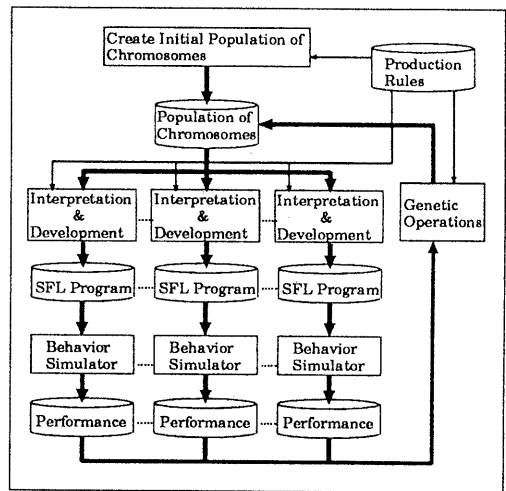 Create Initial Population of
Chromosomes
Production
Rules
Population of
Chromosomes
Interpretation
&
Development
Interpretation
&
Development
Interpretation
&
Development
Genetic
Operations
SFL Program
SFL Program
SFL Program
Behavior
Simulator
Behavior
Simulator
Behavior
Simulator
Performance
Performance
Performance